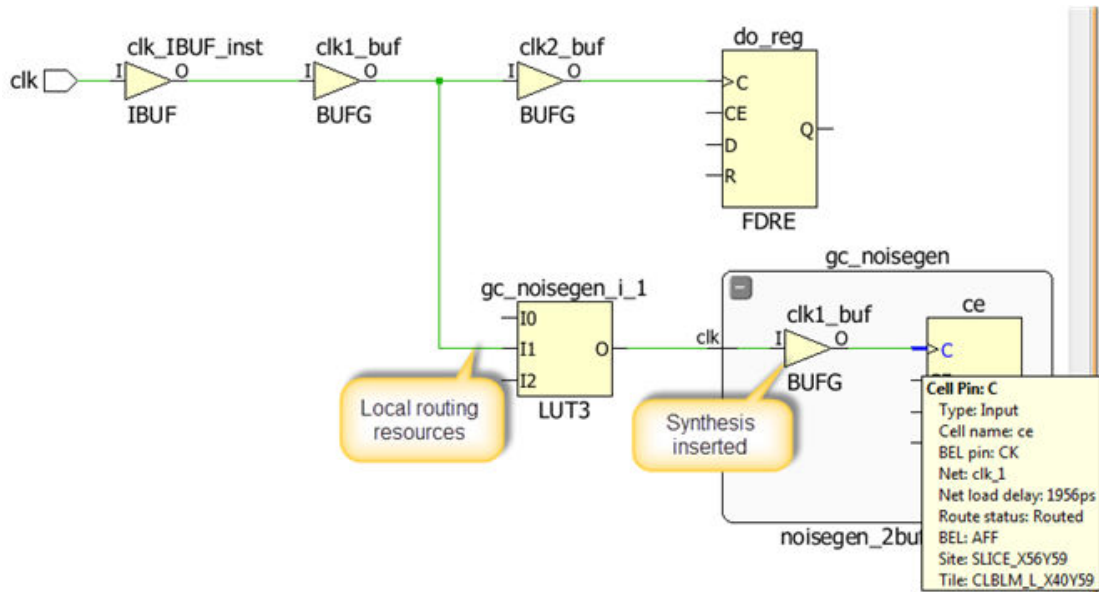 clk
clk_IBUF_inst
I
O
IBUF
clk1_buf
I
O
BUFG
clk2_buf
I
O
BUFG
do_reg
C
CE
D
R
Q
FDRE
gc_noisegen_i_1
I0
I1
I2
O
LUT3
Local routing
resources
gc_noisegen
clk
clk1_buf
I
O
BUFG
Synthesis
inserted
ce
C
noisegen_2buf
Cell Pin: C
Type: Input
Cell name: ce
BEL pin: CK
Net: clk_1
Net load delay: 1956ps
Route status: Routed
BEL: AFF
Site: SLICE_X56Y59
Tile: CLBLM_L_X40Y59